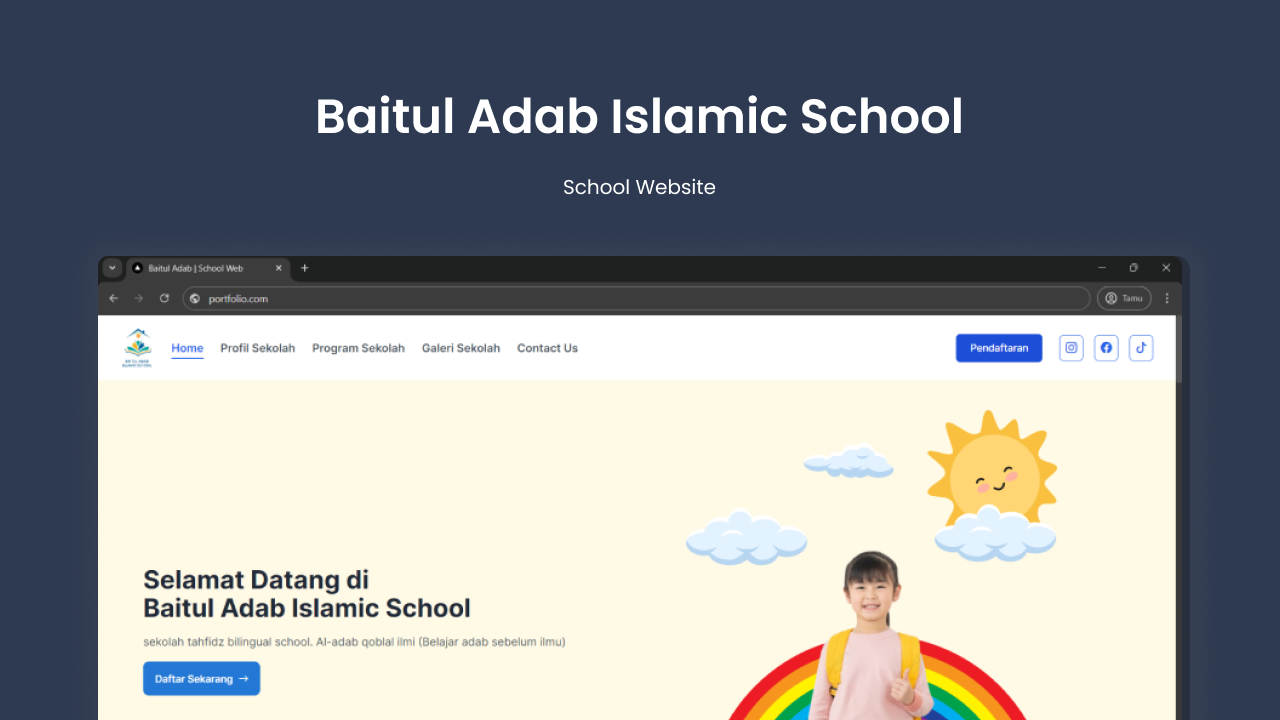 Baitul Adab Islamic School
School Website
Baitul Adab | School Web
portfolio.com
Tamu
Home
Profil Sekolah
Program Sekolah
Galeri Sekolah
Contact Us
Pendaftaran
Selamat Datang di
Baitul Adab Islamic School
sekolah tahfidz bilingual school. Al-adab qoblal ilmi (Belajar adab sebelum ilmu)
Daftar Sekarang →